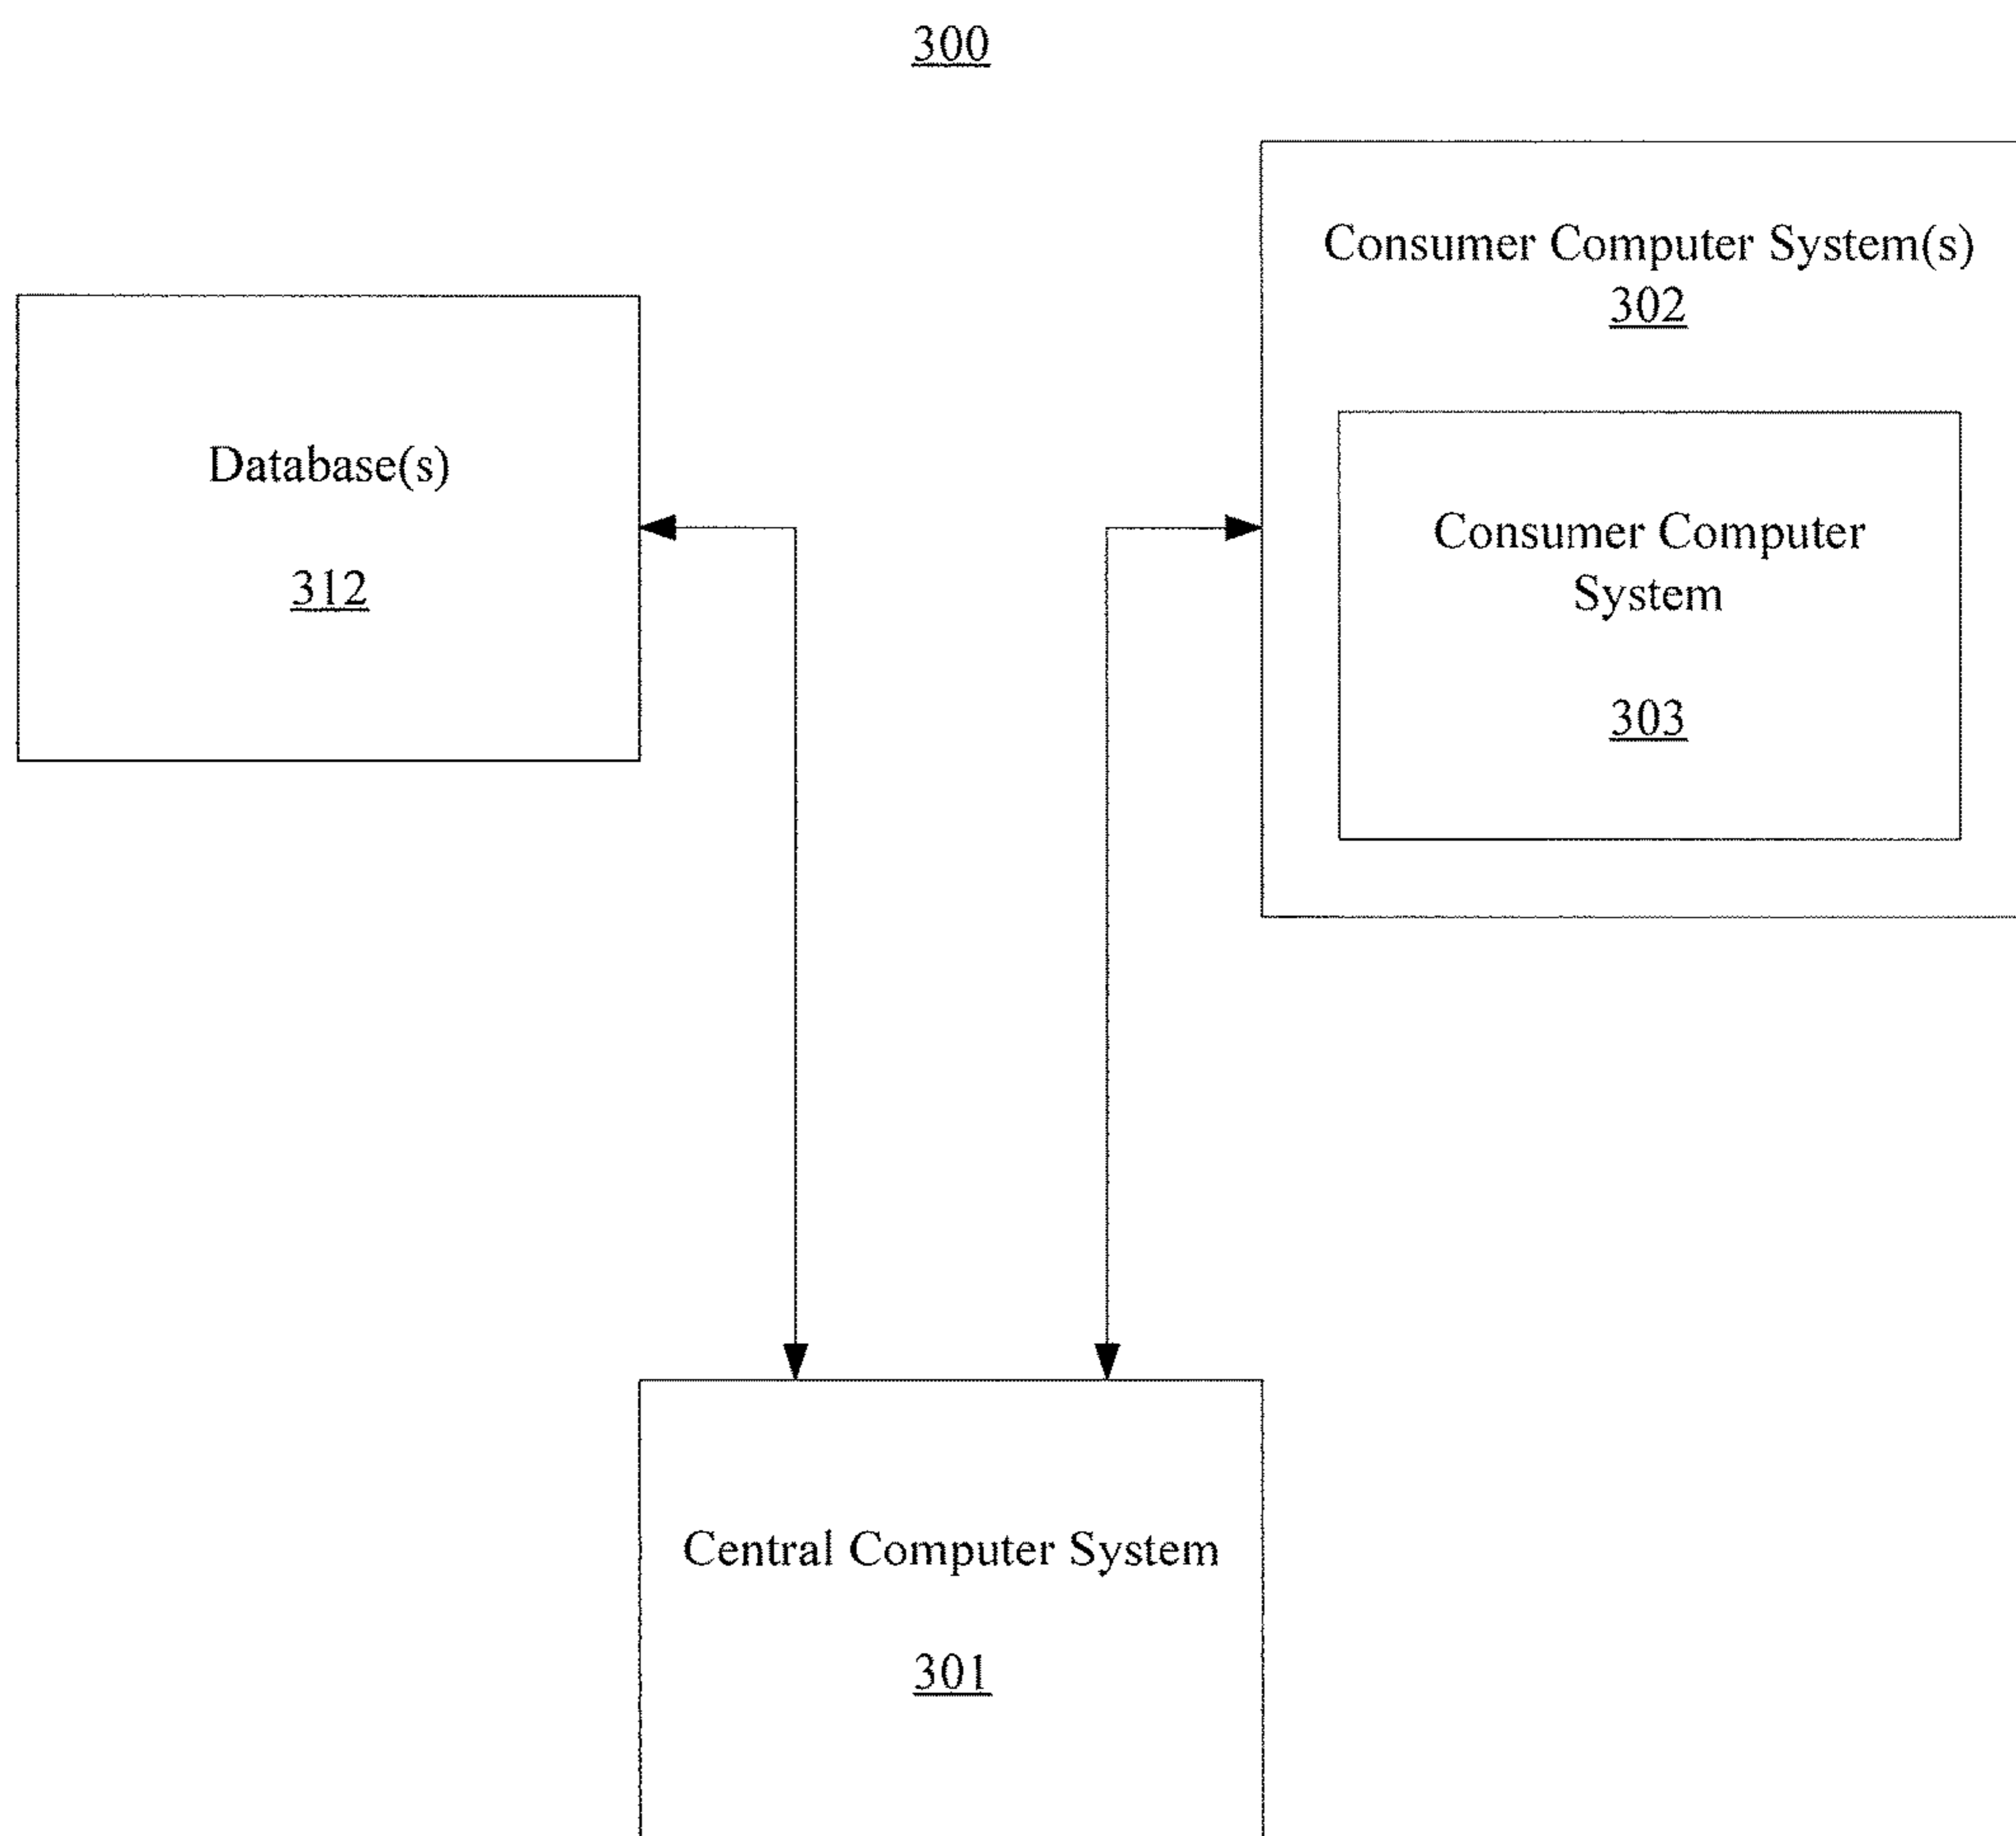 300
Consumer Computer System(s)
302
Database(s)
312
Consumer Computer
System
303
Central Computer System
301